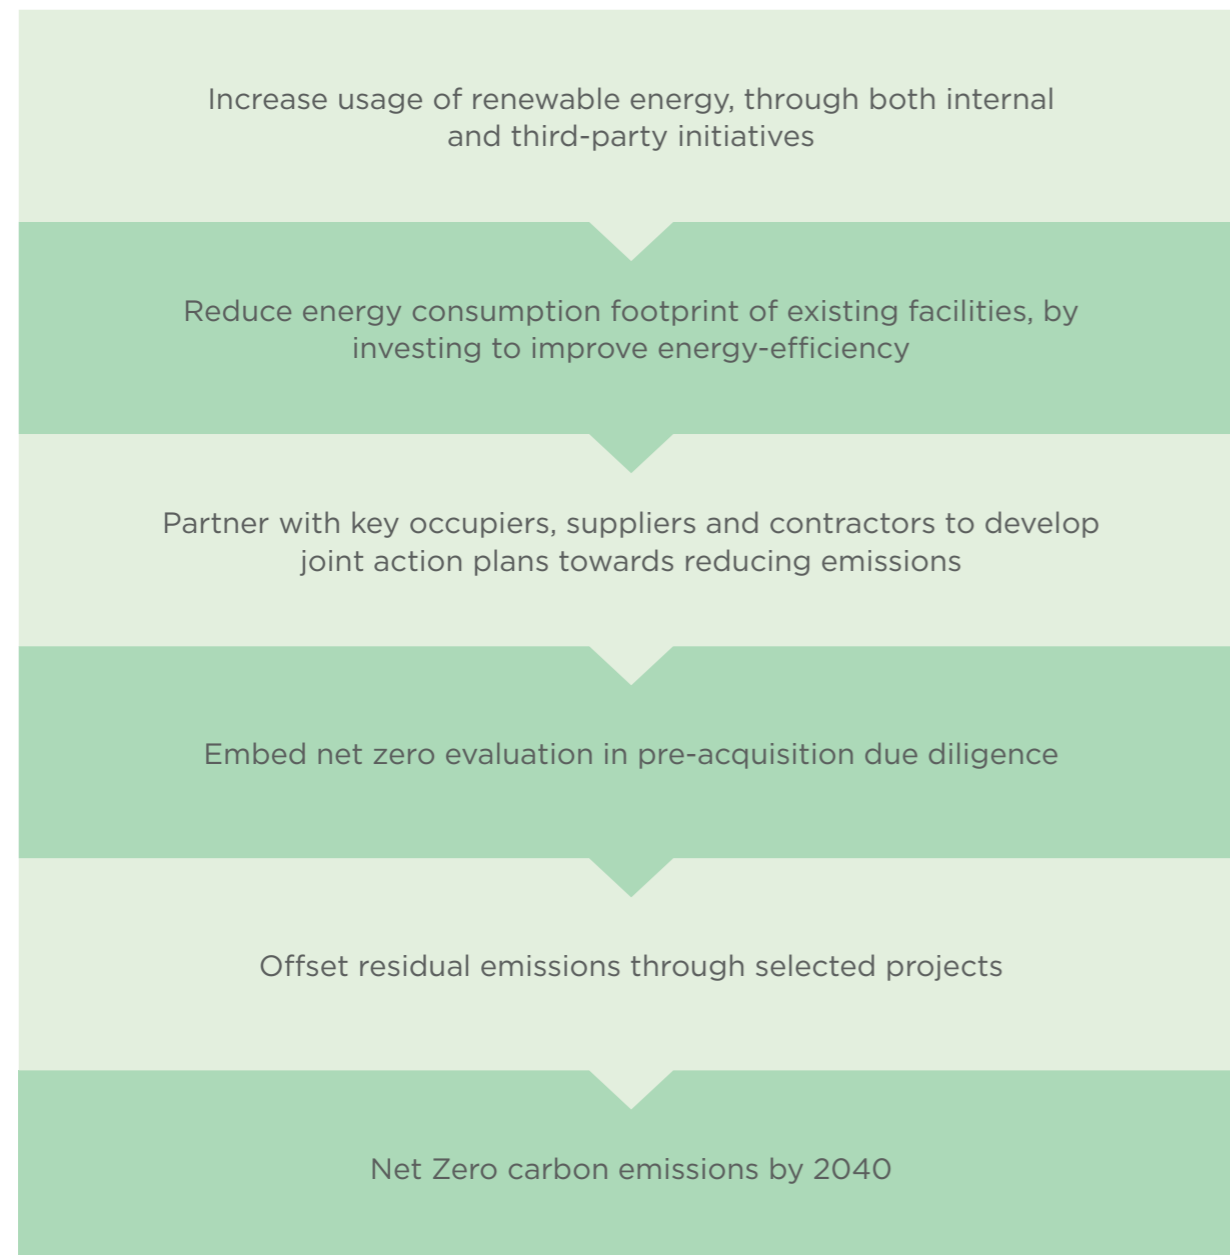 Increase usage of renewable energy, through both internal
and third-party initiatives
Reduce energy consumption footprint of existing facilities, by
investing to improve energy-efficiency
Partner with key occupiers, suppliers and contractors to develop
joint action plans towards reducing emissions
Embed net zero evaluation in pre-acquisition due diligence
Offset residual emissions through selected projects
Net Zero carbon emissions by 2040